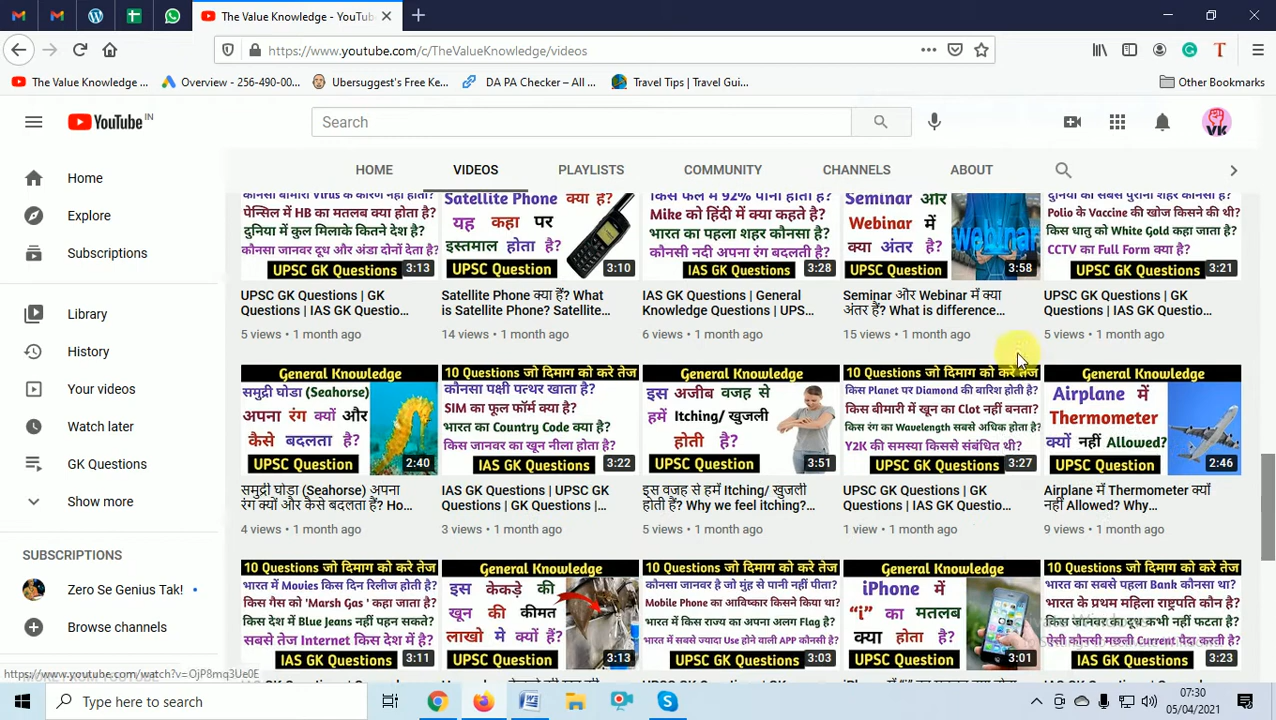 The Value Knowledge - YouTube
https://www.youtube.com/c/TheValueKnowledge/videos
The Value Knowledge ...
Overview - 256-490-00...
Ubersuggest's Free Ke...
DA PA Checker – All ...
Travel Tips | Travel Gui...
Other Bookmarks
YouTube IN
Search
VK
HOME
VIDEOS
PLAYLISTS
COMMUNITY
CHANNELS
ABOUT
Home
Explore
Subscriptions
Library
History
Your videos
Watch later
GK Questions
Show more
SUBSCRIPTIONS
Zero Se Genius Tak!
Browse channels
कौनसी बीमारी Virus के कारण नहीं होती?
पेन्सिल में HB का मतलब क्या होता है?
दुनिया में कुल मिलाके कितने देश है?
कौनसा जानवर दूध और अंडा दोनों देता है?
UPSC GK Questions
3:13
UPSC GK Questions | GK
Questions | IAS GK Questio...
5 views • 1 month ago
Satellite Phone क्या हैं?
यह कहा पर
इस्तमाल होता है?
UPSC Question
3:10
Satellite Phone क्या हैं? What
is Satellite Phone? Satellite...
14 views • 1 month ago
किस फल में 92% पानी होता है?
Mike को हिंदी में क्या कहते है?
भारत का पहला शहर कौनसा है?
कौनसी नदी अपना रंग बदलती है?
IAS GK Questions
3:28
IAS GK Questions | General
Knowledge Questions | UPS...
6 views • 1 month ago
Seminar और
Webinar में
क्या अंतर है?
webinar
UPSC Question
3:58
Seminar और Webinar में क्या
अंतर हैं? What is difference...
15 views • 1 month ago
दुनिया का सबसे पुराना शहर कौनसा है?
Polio के Vaccine की खोज किसने की थी?
किस धातु को White Gold कहा जाता है?
CCTV का Full Form क्या है?
UPSC GK Questions
3:21
UPSC GK Questions | GK
Questions | IAS GK Questio...
5 views • 1 month ago
General Knowledge
समुद्री घोडा (Seahorse)
अपना रंग क्यों और
कैसे बदलता है?
UPSC Question
2:40
समुद्री घोड़ा (Seahorse) अपना
रंग क्यों और कैसे बदलता हैं? Ho...
4 views • 1 month ago
10 Questions जो दिमाग को करे तेज
कौनसा पक्षी पत्थर खाता है?
SIM का फूल फॉर्म क्या है?
भारत का Country Code क्या है?
किस जानवर का खून नीला होता है?
IAS GK Questions
3:22
IAS GK Questions | UPSC GK
Questions | GK Questions |...
3 views • 1 month ago
General Knowledge
इस अजीब वजह से
हमें Itching/ खुजली
होती है?
UPSC Question
3:51
इस वजह से हमें Itching/ खुजली
होती हैं? Why we feel itching?...
5 views • 1 month ago
10 Questions जो दिमाग को करे तेज
किस Planet पर Diamond की बारिश होती है?
किस बीमारी में खून का Clot नहीं बनता?
किस रंग का Wavelength सबसे अधिक होता है?
Y2K की समस्या किससे संबंधित थी?
UPSC GK Questions
3:27
UPSC GK Questions | GK
Questions | IAS GK Questio...
1 view • 1 month ago
General Knowledge
Airplane में
Thermometer
क्यों नहीं Allowed?
UPSC Question
2:46
Airplane में Thermometer क्यों
नहीं Allowed? Why...
9 views • 1 month ago
10 Questions जो दिमाग को करे तेज
भारत में Movies किस दिन रिलीज होती है?
किस गैस को 'Marsh Gas' कहा जाता है?
किस देश में Blue Jeans नहीं पहन सकते?
सबसे तेज Internet किस देश में है?
IAS GK Questions
3:11
General Knowledge
इस केकड़े की
खून की कीमत
लाखो मे क्यों हैं?
UPSC Question
3:13
10 Questions जो दिमाग को करे तेज
कौनसा जानवर है जो मुंह से पानी नहीं पीता?
Mobile Phone का आविष्कार किसने किया था?
भारत में किस राज्य का अपना अलग Flag है?
भारत में सबसे ज्यादा Use होने वाली APP कौनसी है?
UPSC GK Questions
3:03
General Knowledge
iPhone में
“i” का मतलब
क्या होता है?
UPSC Question
3:01
10 Questions जो दिमाग को करे तेज
भारत का सबसे पहला Bank कौनसा था?
भारत के प्रथम महिला राष्ट्रपति कौन है?
किस जानवर का दूध कभी नहीं फटता है?
ऐसी कौनसी मछली Current पैदा करती है?
IAS GK Questions
3:23
https://www.youtube.com/watch?v=OjP8mq3Ue0E
Type here to search
07:30
05/04/2021